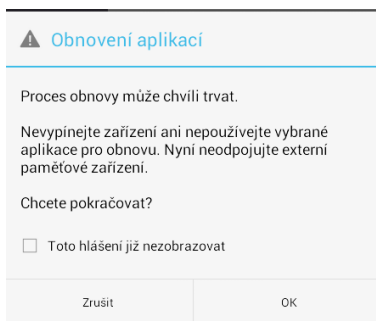 Obnovení aplikací
Proces obnovy může chvíli trvat.
Nevypínejte zařízení ani nepoužívejte vybrané
aplikace pro obnovu. Nyní neodpojujte externí
paměťové zařízení.
Chcete pokračovat?
Toto hlášení již nezobrazovat
Zrušit
OK